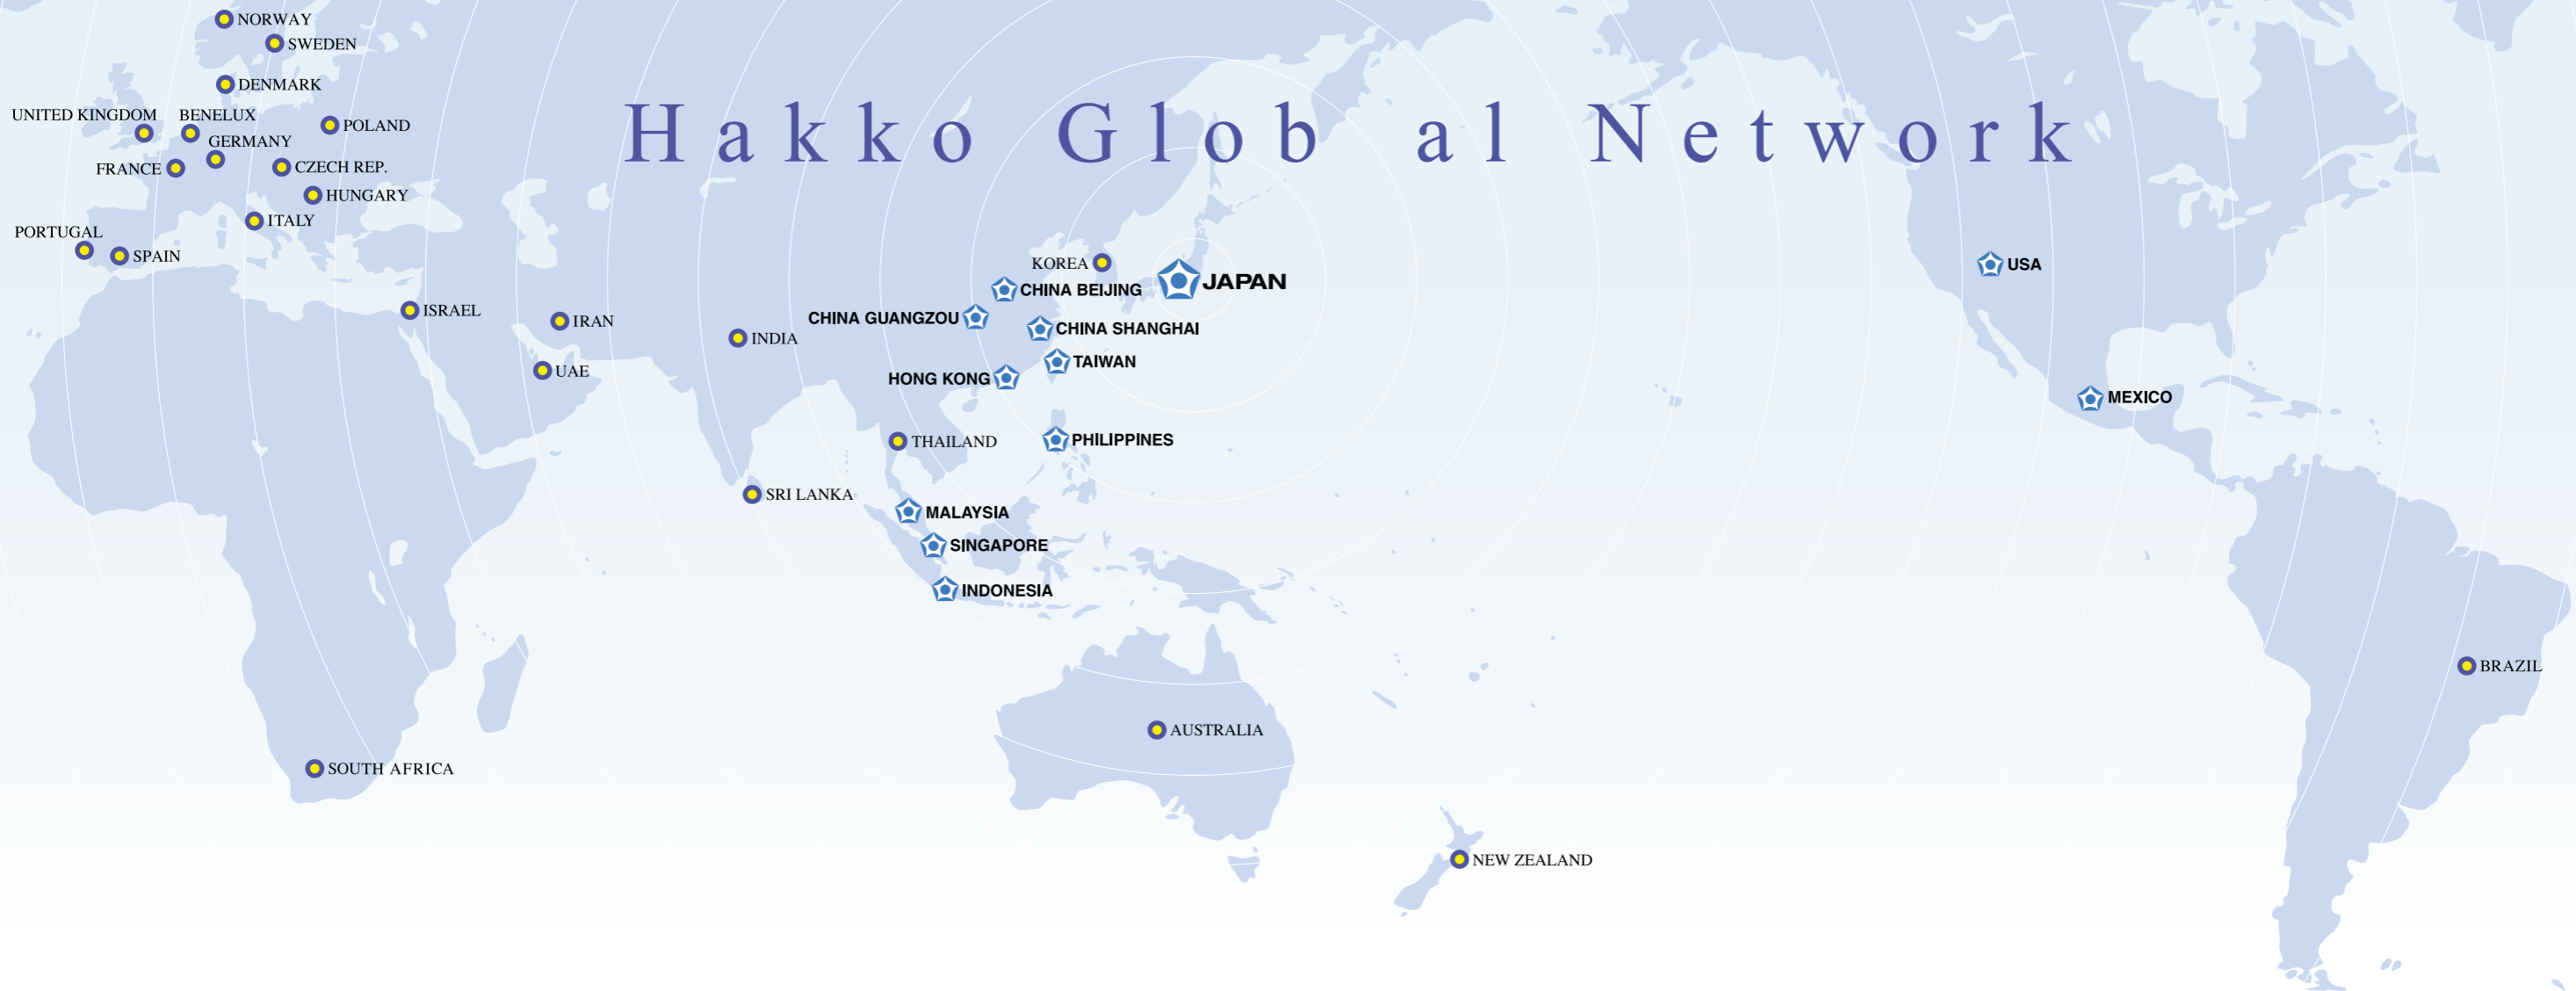 Hakko Global Network
NORWAY
SWEDEN
DENMARK
UNITED KINGDOM
BENELUX
POLAND
GERMANY
FRANCE
CZECH REP.
HUNGARY
ITALY
PORTUGAL
SPAIN
ISRAEL
IRAN
UAE
INDIA
SRI LANKA
SOUTH AFRICA
KOREA
JAPAN
CHINA BEIJING
CHINA GUANGZOU
CHINA SHANGHAI
TAIWAN
HONG KONG
THAILAND
PHILIPPINES
MALAYSIA
SINGAPORE
INDONESIA
AUSTRALIA
NEW ZEALAND
USA
MEXICO
BRAZIL